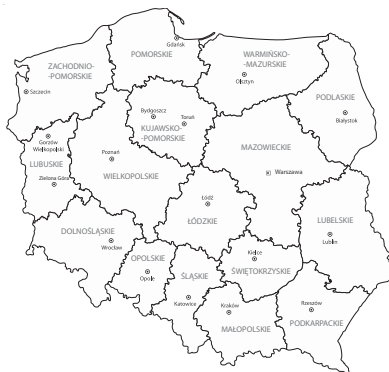 Gdańsk
POMORSKIE
ZACHODNIO-
-POMORSKIE
Szczecin
WARMIŃSKO-
-MAZURSKIE
Olsztyn
PODLASKIE
Białystok
Bydgoszcz
Toruń
KUJAWSKO-
-POMORSKIE
Gorzów
Wielkopolski
LUBUSKIE
Zielona Góra
Poznań
WIELKOPOLSKIE
MAZOWIECKIE
Warszawa
Łódź
ŁÓDZKIE
DOLNOŚLĄSKIE
Wrocław
LUBELSKIE
Lublin
OPOLSKIE
Opole
ŚLĄSKIE
Katowice
Kielce
ŚWIĘTOKRZYSKIE
Kraków
MAŁOPOLSKIE
Rzeszów
PODKARPACKIE